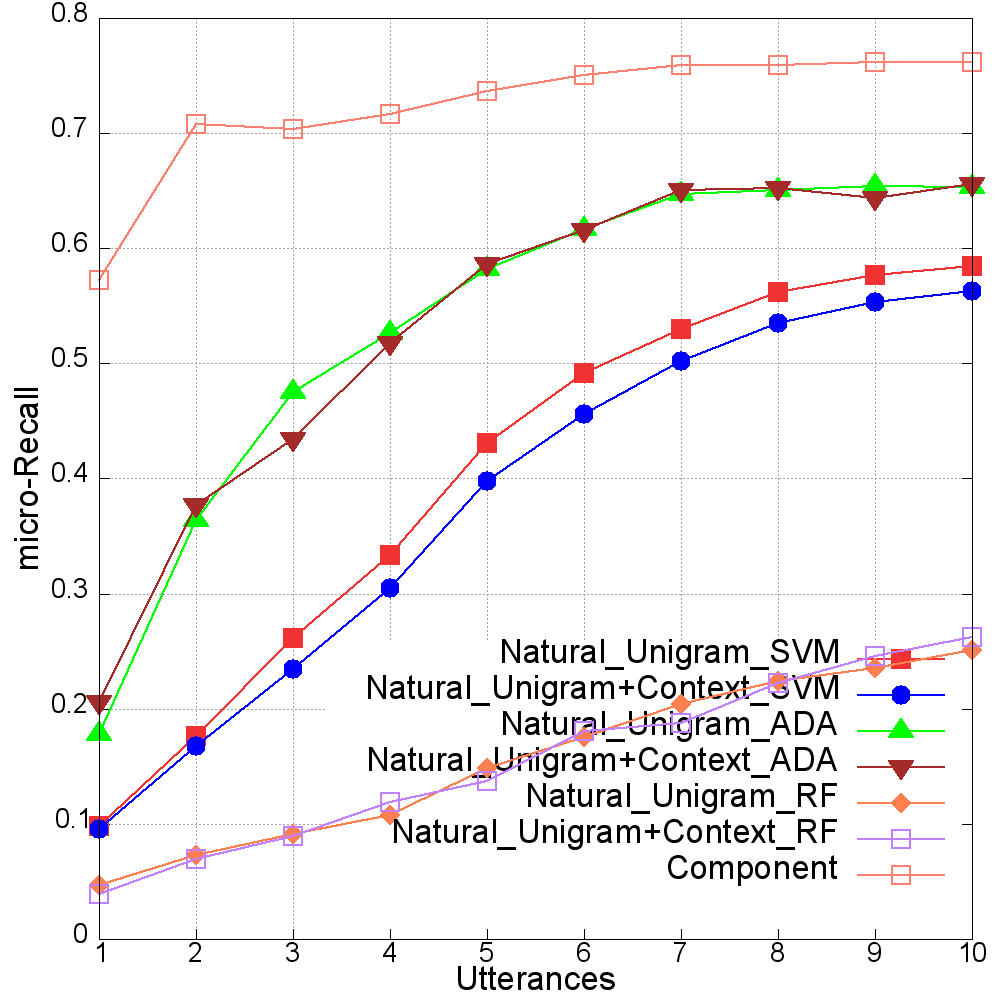 0.8
0.7
0.6
0.5
0.4
0.3
0.2
0.1
0
micro-Recall
Natural_Unigram_SVM
Natural_Unigram+Context_SVM
Natural_Unigram_ADA
Natural_Unigram+Context_ADA
Natural_Unigram_RF
Natural_Unigram+Context_RF
Component
1 2 3 4 5 6 7 8 9 10
Utterances